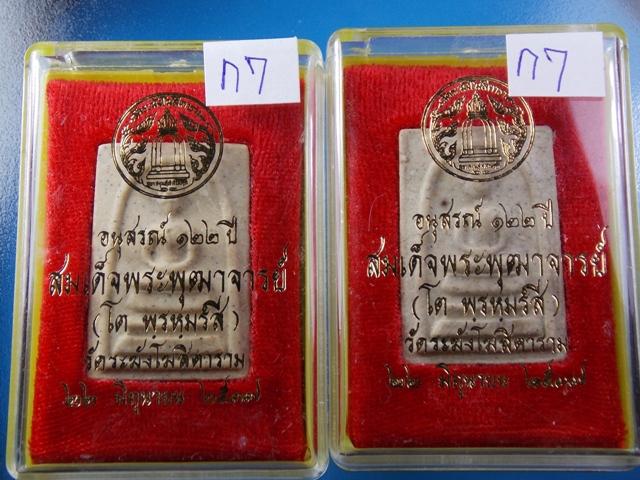 ก7
อนุสรณ์ ๑๒๒ ปี
สมเด็จพระพุฒาจารย์
(โต พรหมรํสี)
วัดระฆังโฆสิตาราม
๒๒ มิถุนายน ๒๕๓๗
ก7
อนุสรณ์ ๑๒๒ ปี
สมเด็จพระพุฒาจารย์
(โต พรหมรํสี)
วัดระฆังโฆสิตาราม
๒๒ มิถุนายน ๒๕๓๗